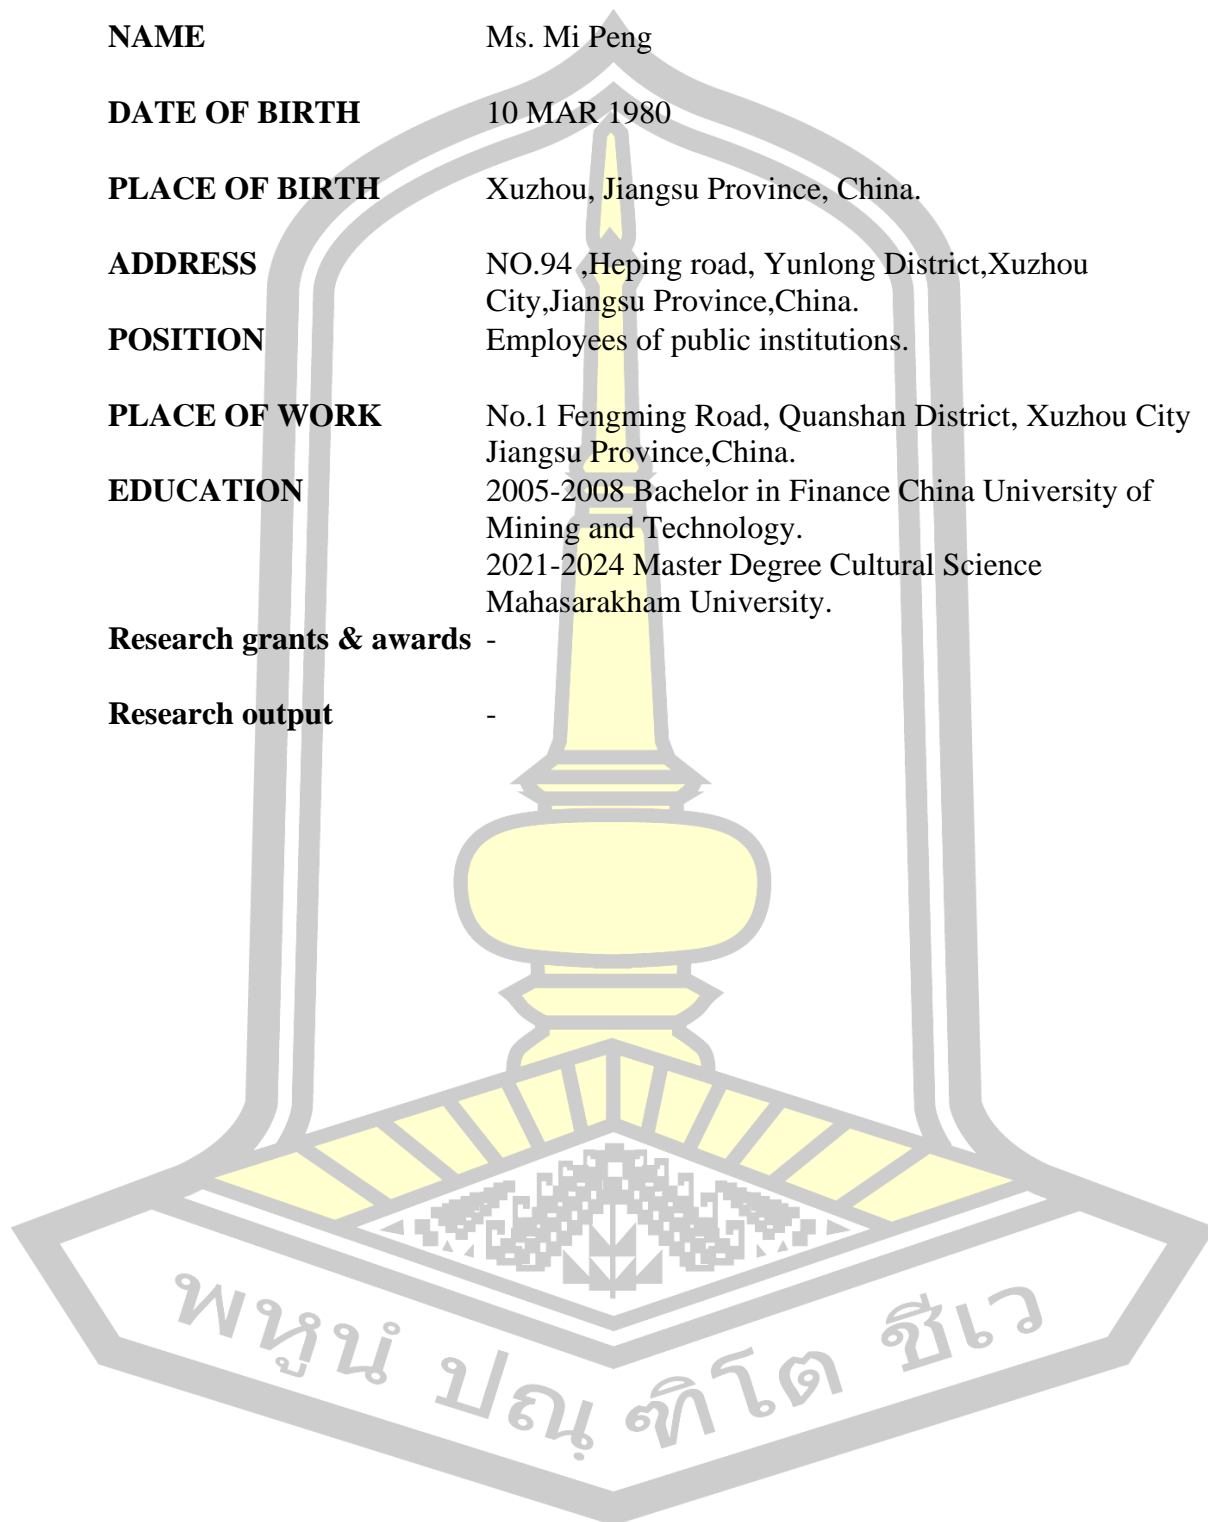 NAME Ms. Mi Peng
DATE OF BIRTH 10 MAR 1980
PLACE OF BIRTH Xuzhou, Jiangsu Province, China.
ADDRESS NO.94 ,Heping road, Yunlong District,Xuzhou
City,Jiangsu Province,China.
POSITION Employees of public institutions.
PLACE OF WORK No.1 Fengming Road, Quanshan District, Xuzhou City
Jiangsu Province,China.
EDUCATION 2005-2008 Bachelor in Finance China University of
Mining and Technology.
2021-2024 Master Degree Cultural Science
Mahasarakham University.
Research grants & awards -
Research output -
พหูนํ ปณฺฑิโต ชีเว